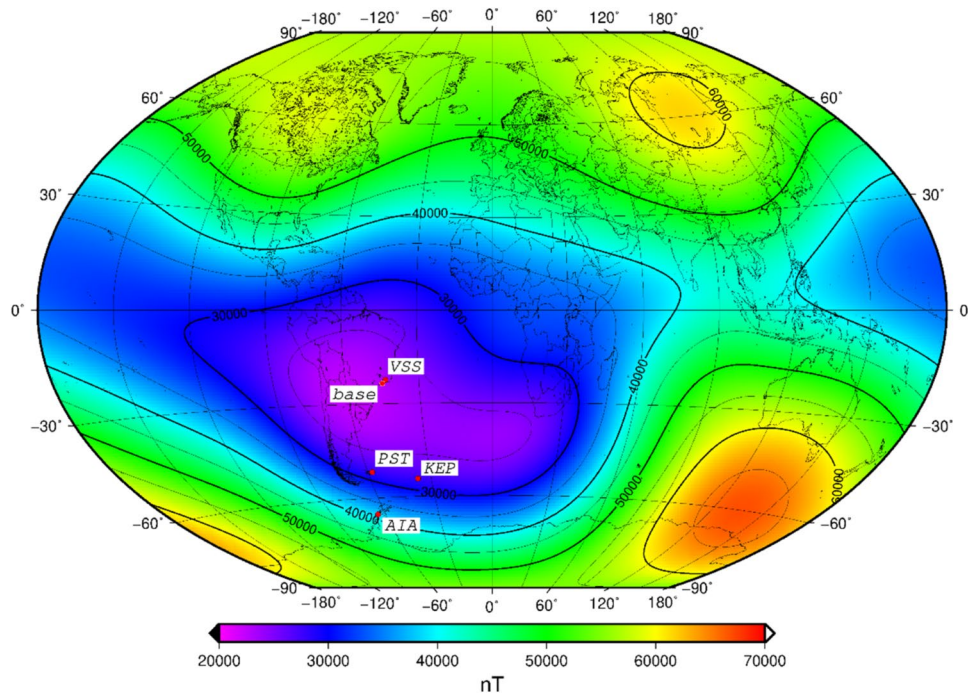 −180° −120° −60° 0° 60° 120° 180°
90° 90°
60° 60°
60000
50000 50000
30° 30°
40000
0° 30000 30000 0°
40000
VSS
base
−30° −30°
PST KEP
30000 50000 60000
40000 AIA
−60° 50000 −60°
−90° −90°
−180° −120° −60° 0° 60° 120° 180°
20000 30000 40000 50000 60000 70000
nT